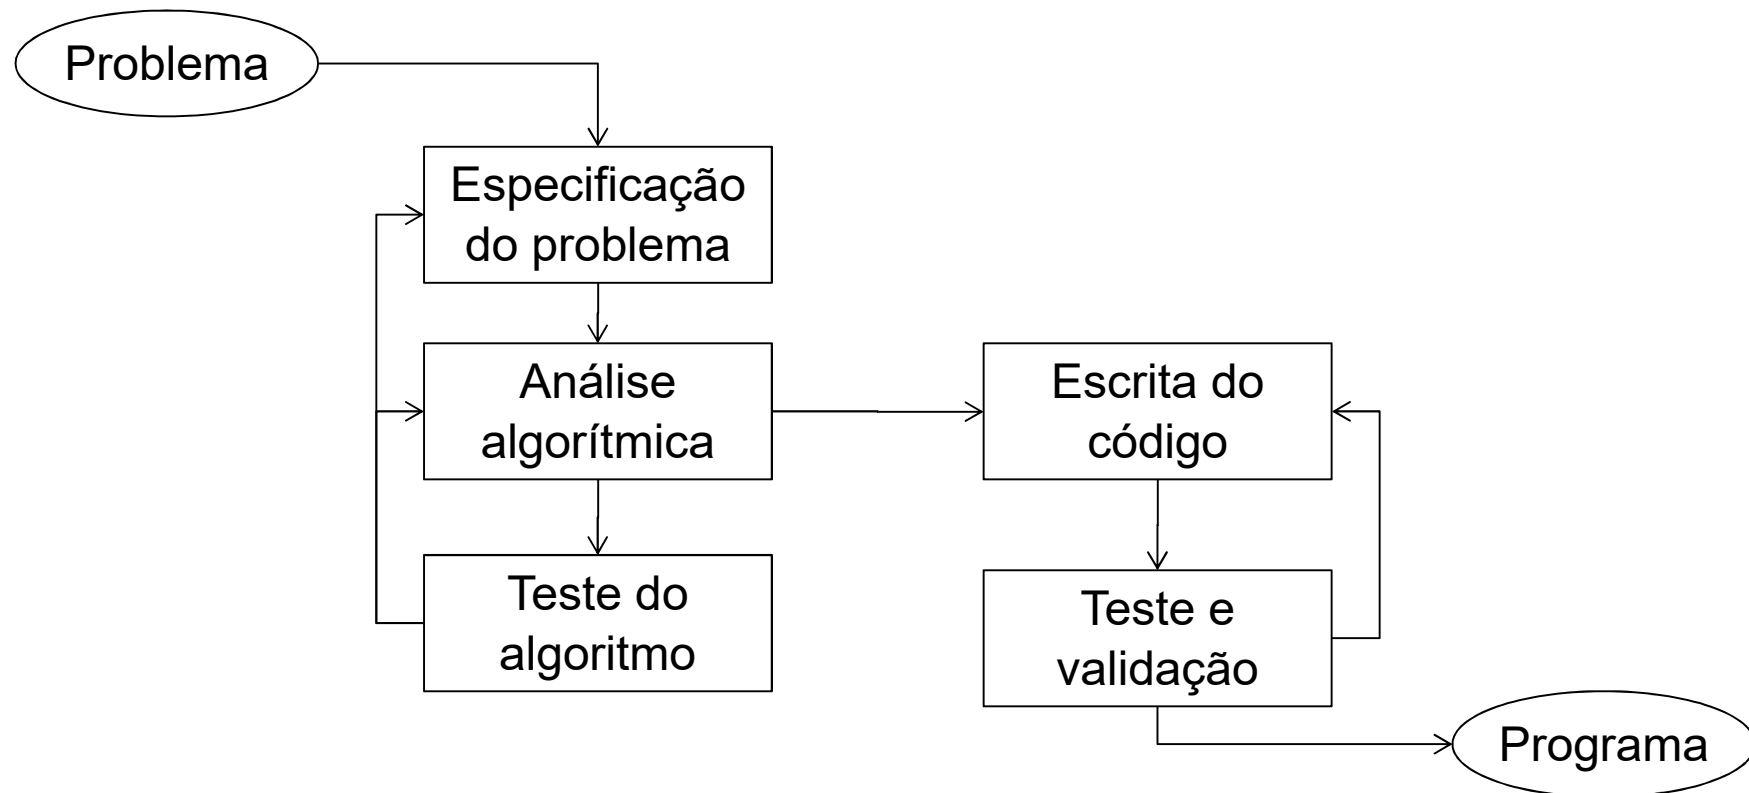 Problema
Especificação
do problema
Análise
algorítmica
Escrita do
código
Teste do
algoritmo
Teste e
validação
Programa